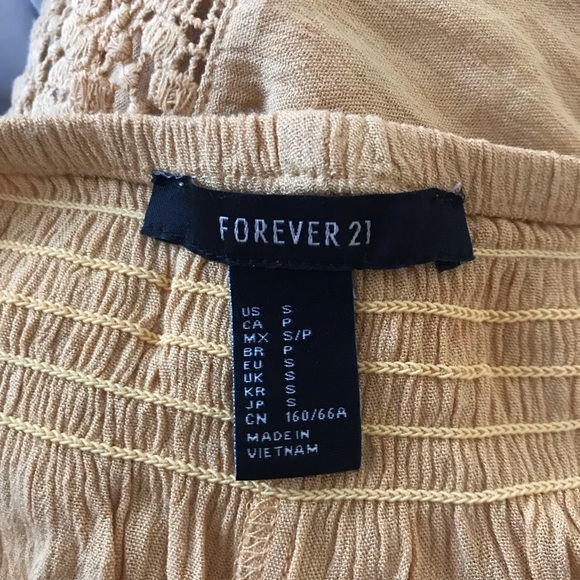 FOREVER 21
US S
CA P
MX S/P
BR P
EU S
UK S
KR S
JP S
CN 160/66A
MADE IN
VIETNAM